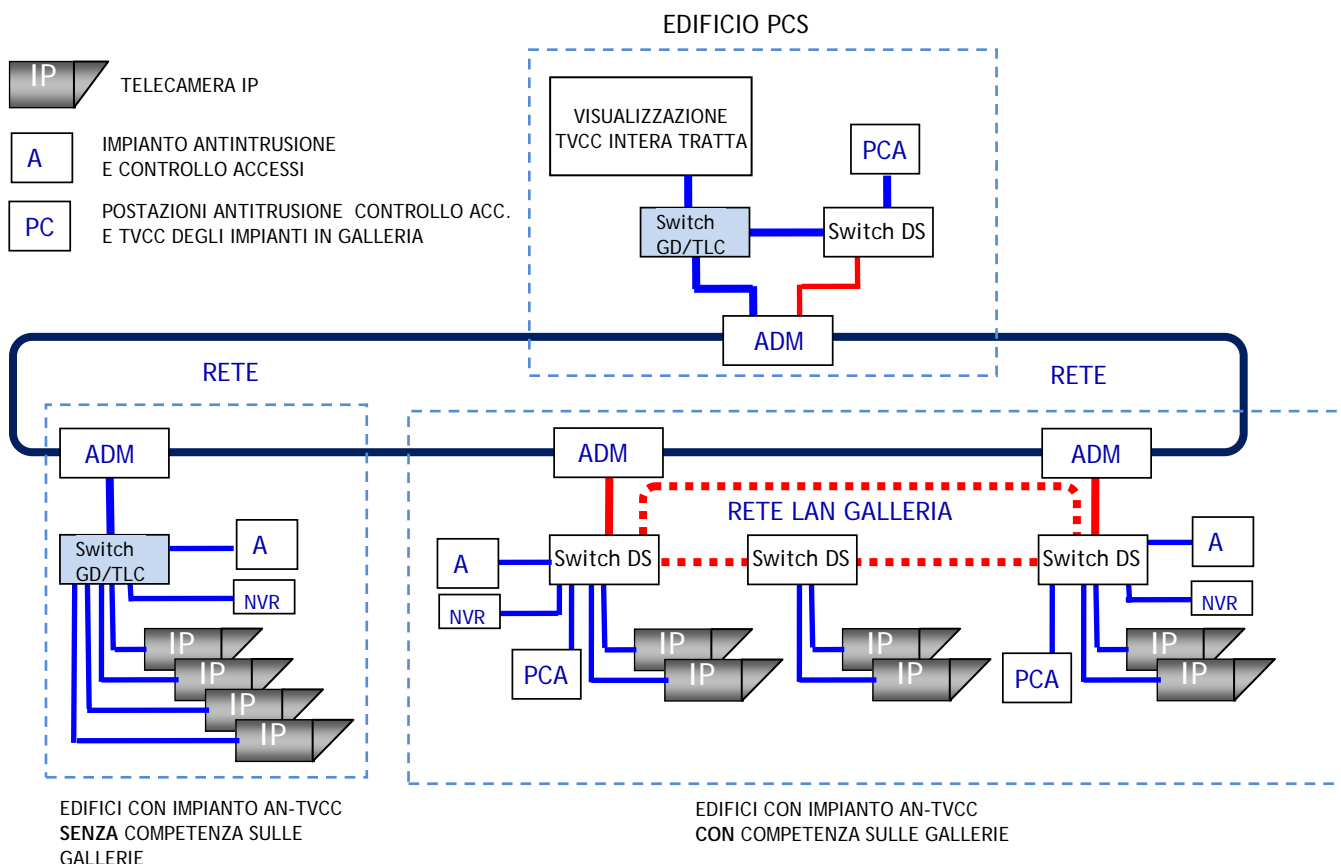 EDIFICIO PCS
IP
TELECAMERA IP
A
IMPIANTO ANTINTRUSIONE
E CONTROLLO ACCESSI
PC
POSTAZIONI ANTITRUSIONE CONTROLLO ACC.
E TVCC DEGLI IMPIANTI IN GALLERIA
VISUALIZZAZIONE
TVCC INTERA TRATTA
PCA
Switch
GD/TLC
Switch DS
ADM
RETE
RETE
ADM
ADM
ADM
RETE LAN GALLERIA
Switch
GD/TLC
A
NVR
IP
IP
IP
IP
A
NVR
Switch DS
PCA
IP
IP
Switch DS
IP
IP
Switch DS
A
NVR
PCA
IP
IP
EDIFICI CON IMPIANTO AN-TVCC
SENZA COMPETENZA SULLE
GALLERIE
EDIFICI CON IMPIANTO AN-TVCC
CON COMPETENZA SULLE GALLERIE